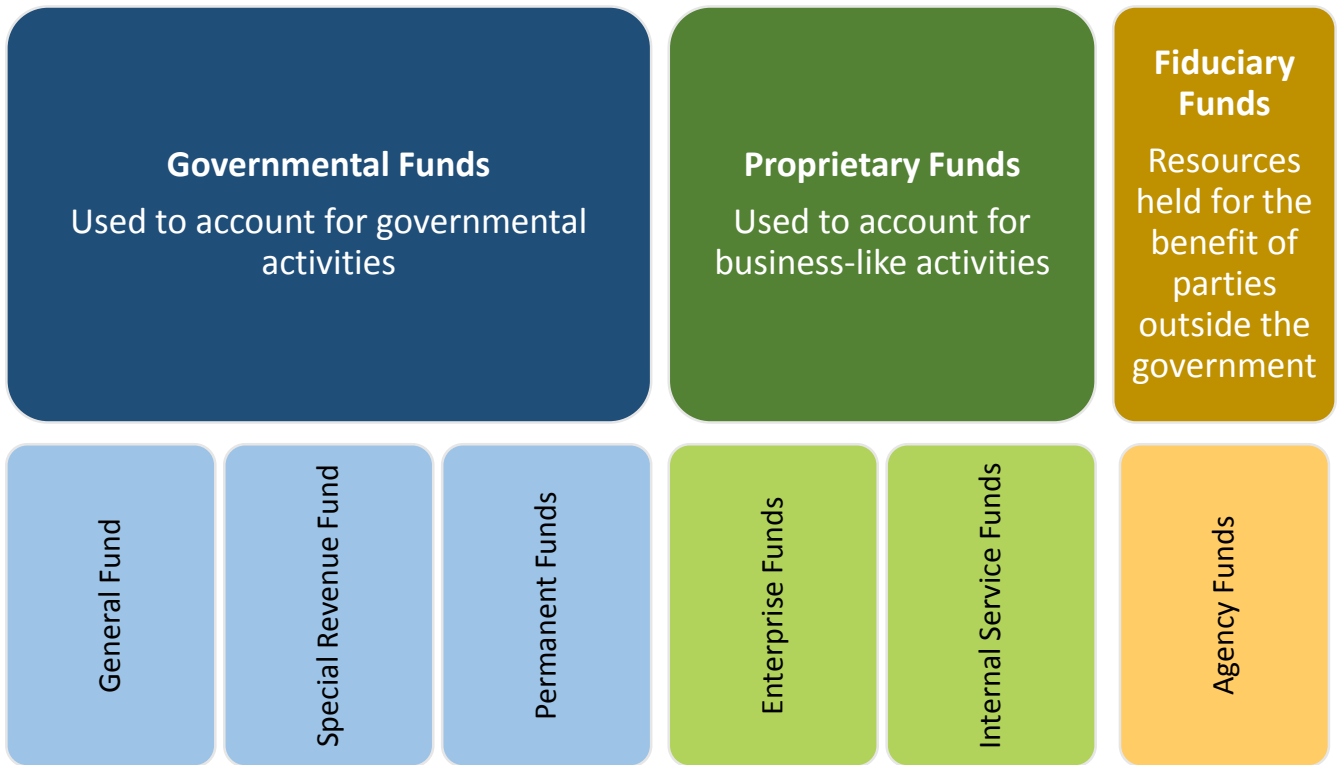 Governmental Funds
Used to account for governmental
activities
Proprietary Funds
Used to account for
business-like activities
Fiduciary
Funds
Resources
held for the
benefit of
parties
outside the
government
General Fund
Special Revenue Fund
Permanent Funds
Enterprise Funds
Internal Service Funds
Agency Funds